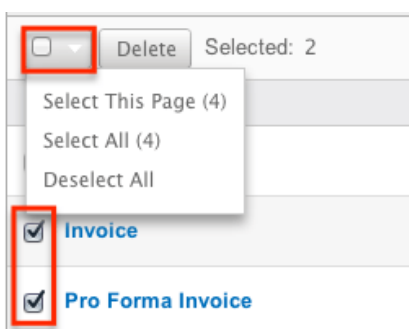 Delete Selected: 2
Select This Page (4)
Select All (4)
Deselect All
Invoice
Pro Forma Invoice